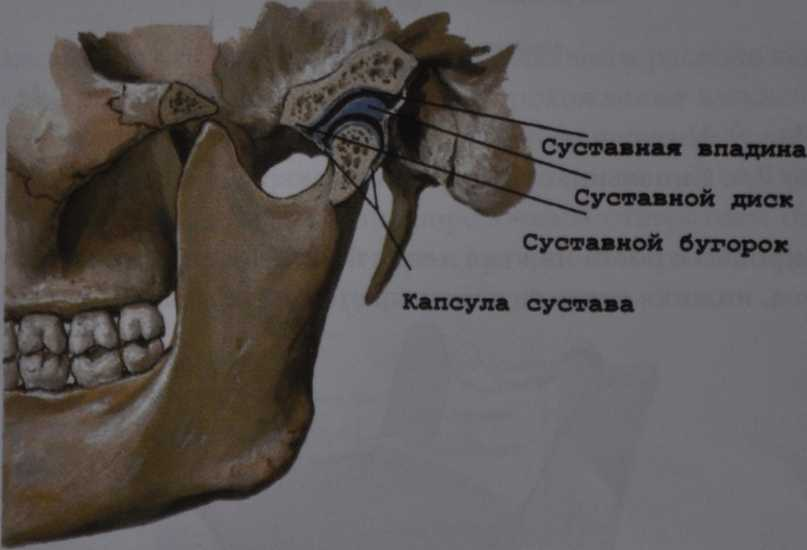 Суставная впадина
Суставной диск
Суставной бугорок
Капсула сустава